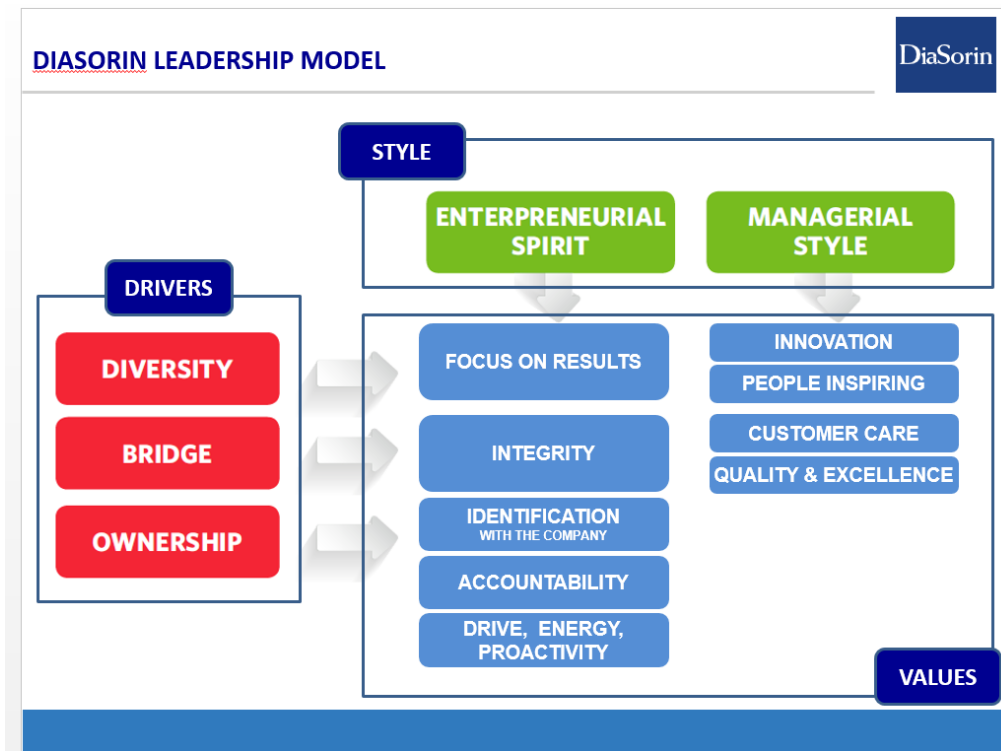 DIASORIN LEADERSHIP MODEL
DiaSorin
STYLE
ENTERPRENEURIAL
SPIRIT
MANAGERIAL
STYLE
DRIVERS
DIVERSITY
BRIDGE
OWNERSHIP
FOCUS ON RESULTS
INTEGRITY
IDENTIFICATION
WITH THE COMPANY
ACCOUNTABILITY
DRIVE, ENERGY,
PROACTIVITY
INNOVATION
PEOPLE INSPIRING
CUSTOMER CARE
QUALITY & EXCELLENCE
VALUES